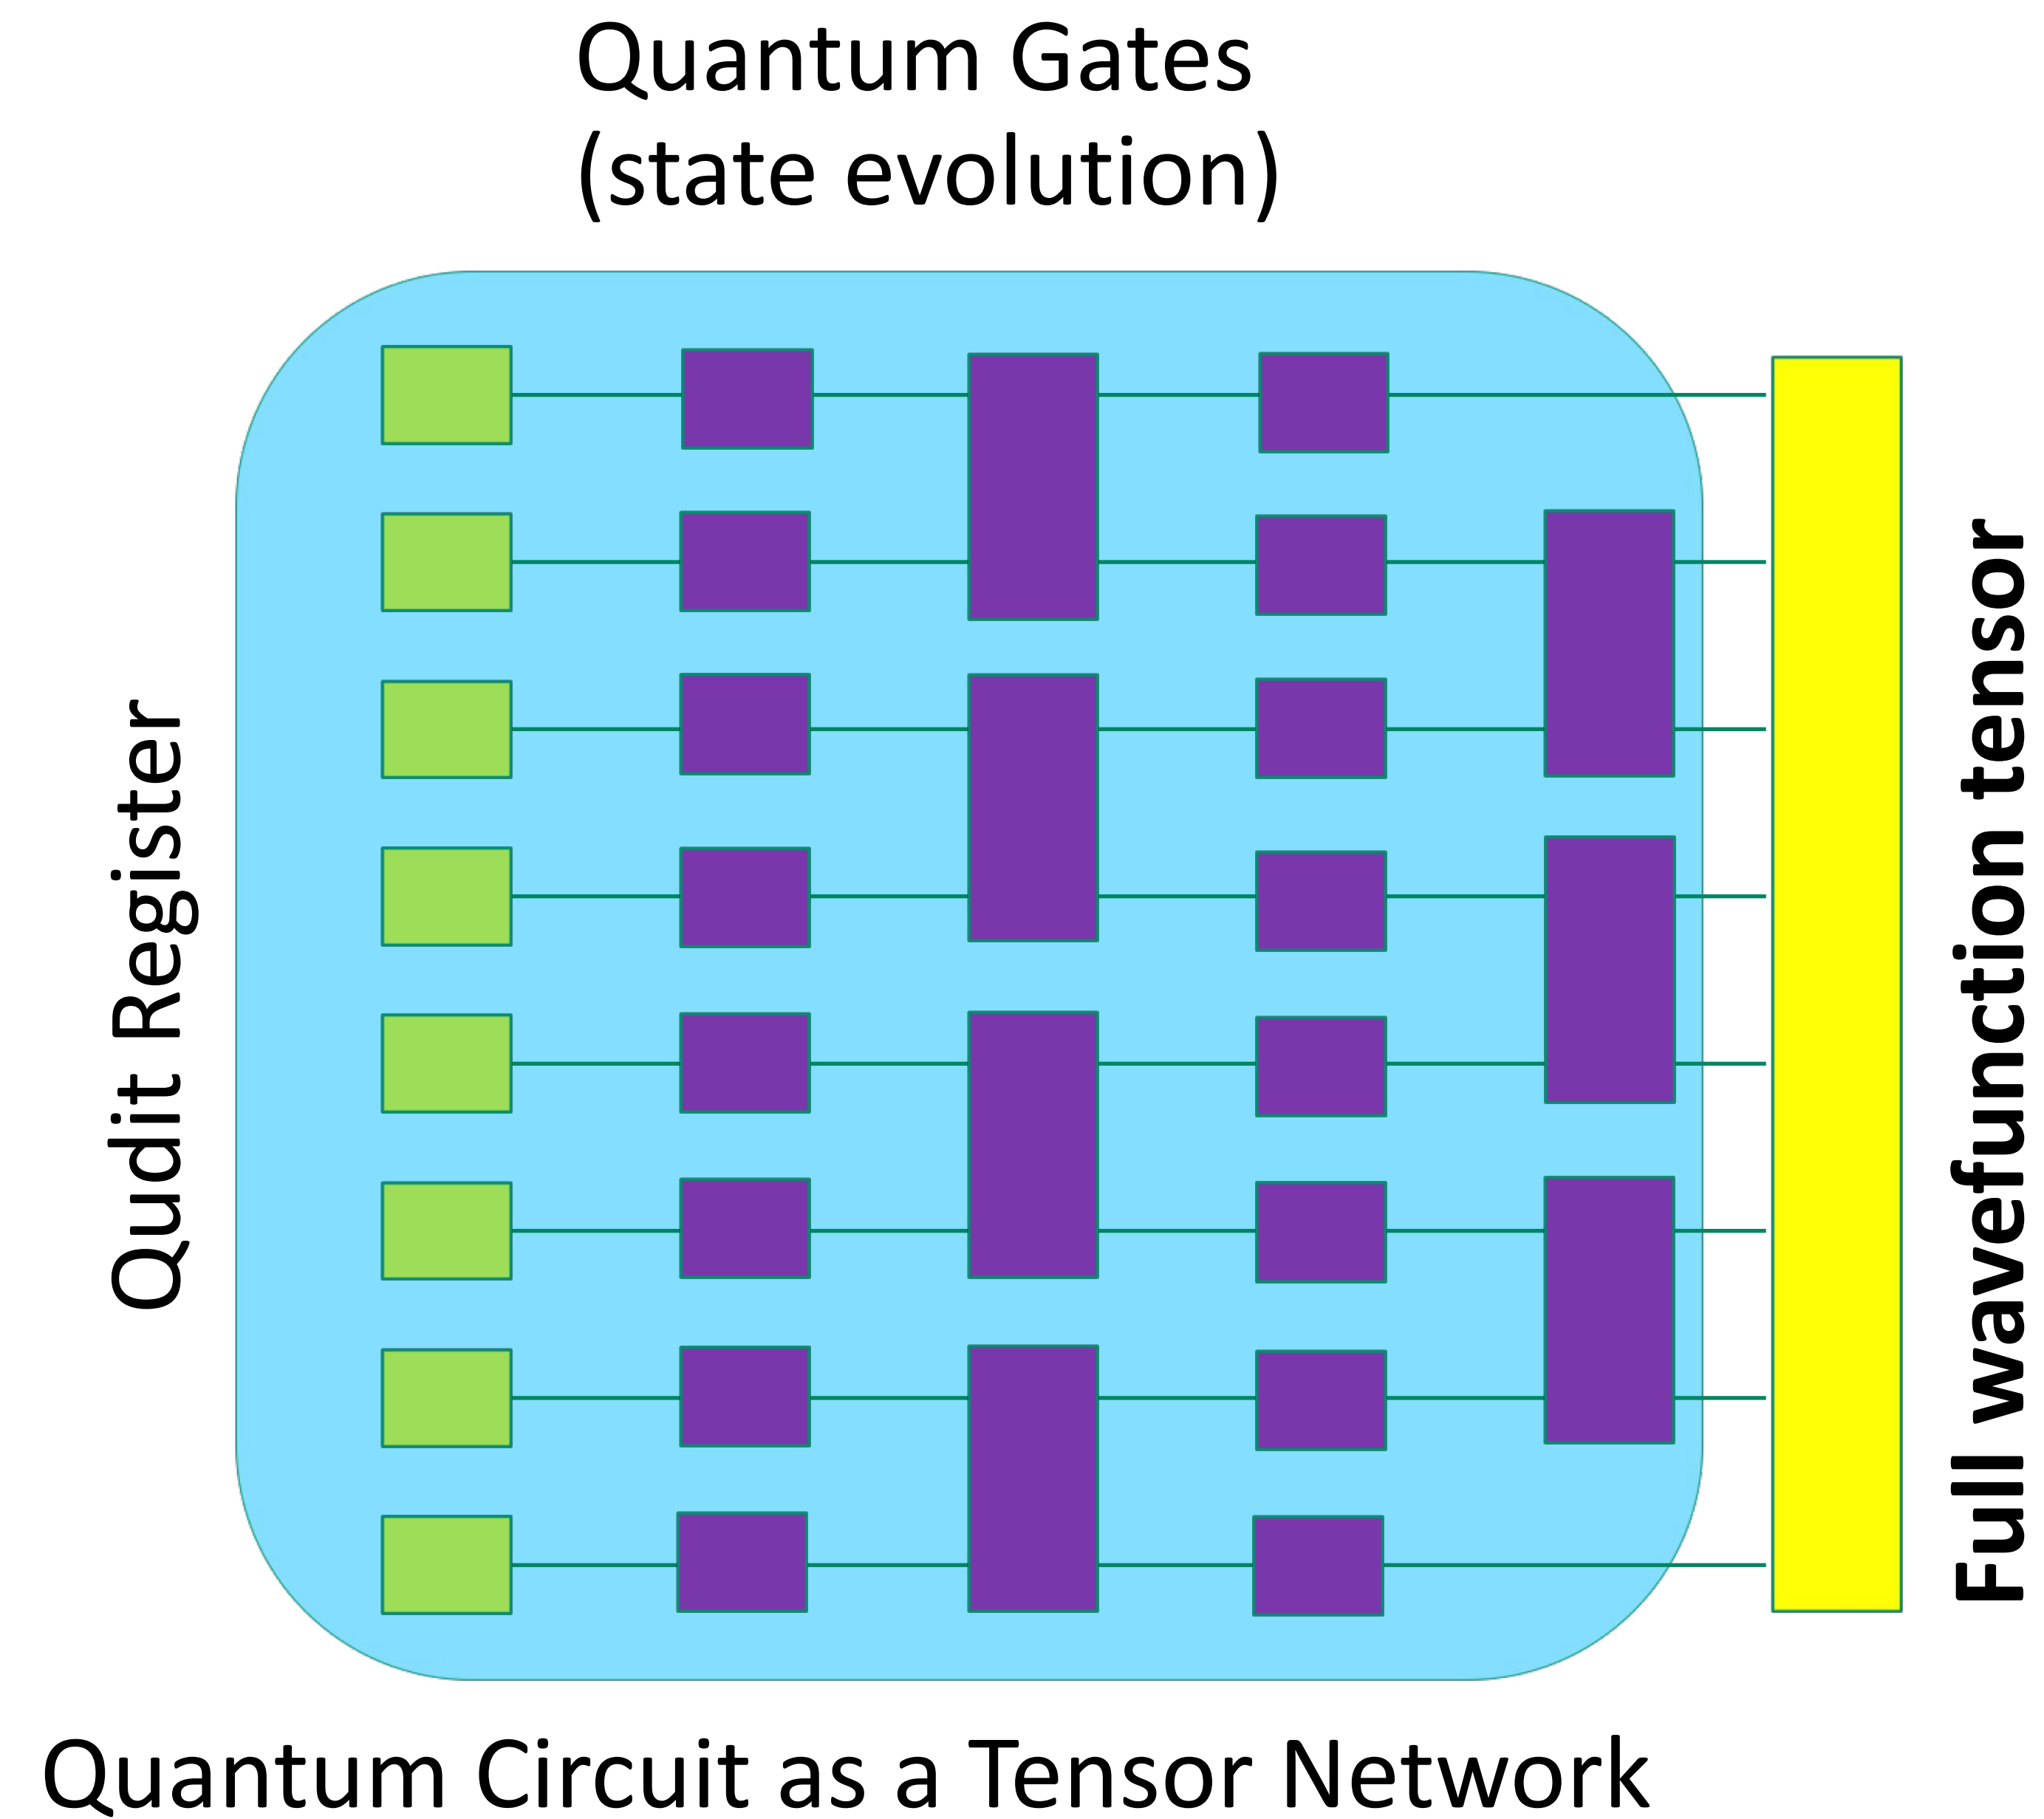 Quantum Gates
(state evolution)
Qudit Register
Full wavefunction tensor
Quantum Circuit as a Tensor Network